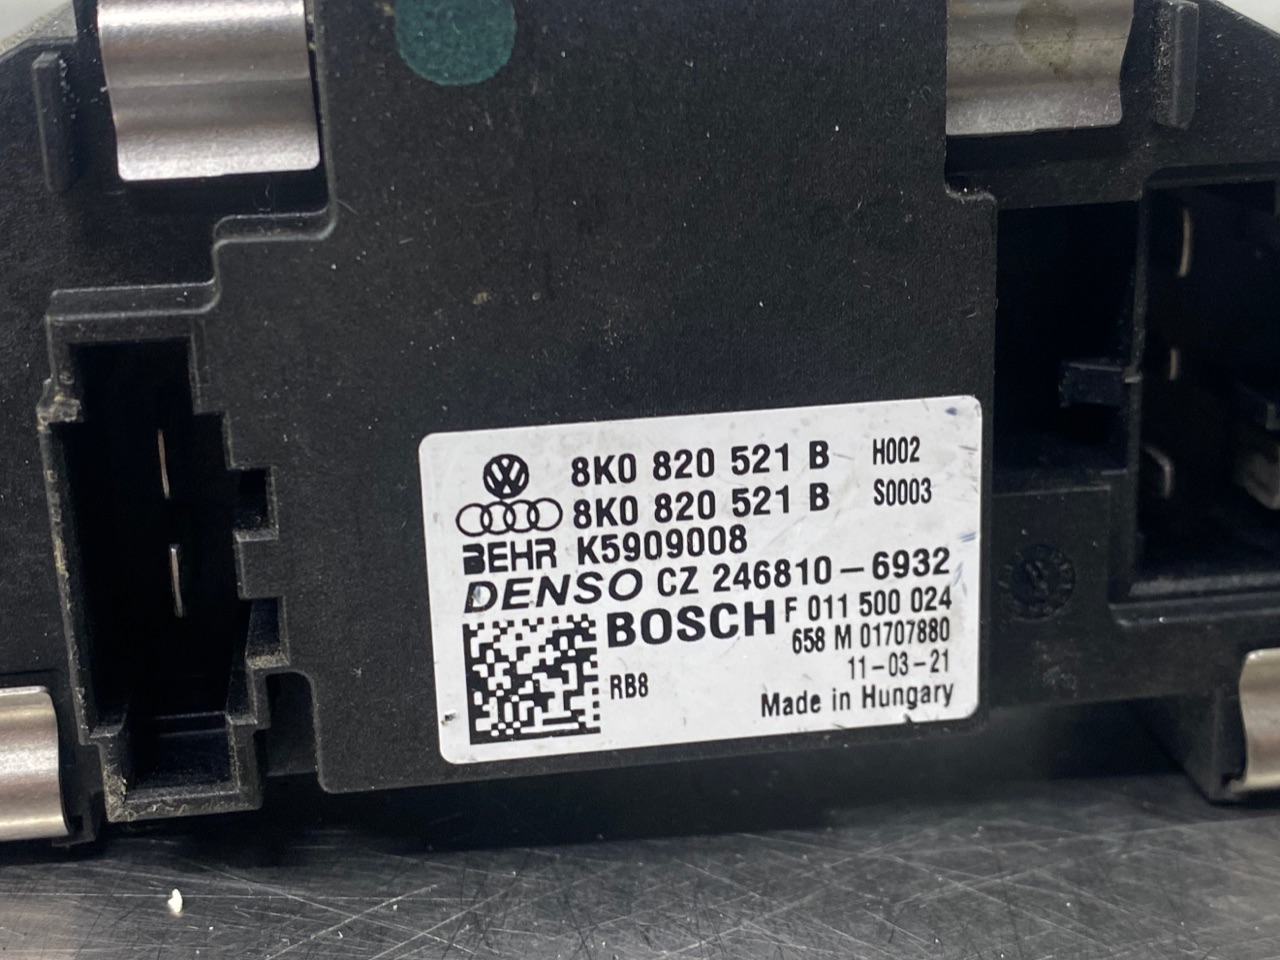 8K0 820 521 B H002
8K0 820 521 B S0003
BEHR K5909008
DENSO CZ 246810-6932
BOSCH F 011 500 024
658 M 01707880
RB8 11-03-21
Made in Hungary